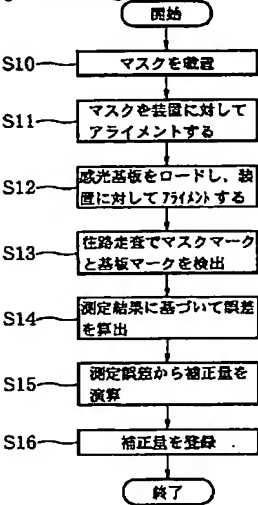 開始
S10
マスクを載置
S11
マスクを装置に対して
アライメントする
S12
感光基板をロードし、装
置に対してアライメントする
S13
往路走査でマスクマーク
と基板マークを検出
S14
測定結果に基づいて誤差
を算出
S15
測定誤差から補正量を
演算
S16
補正量を登録
終了